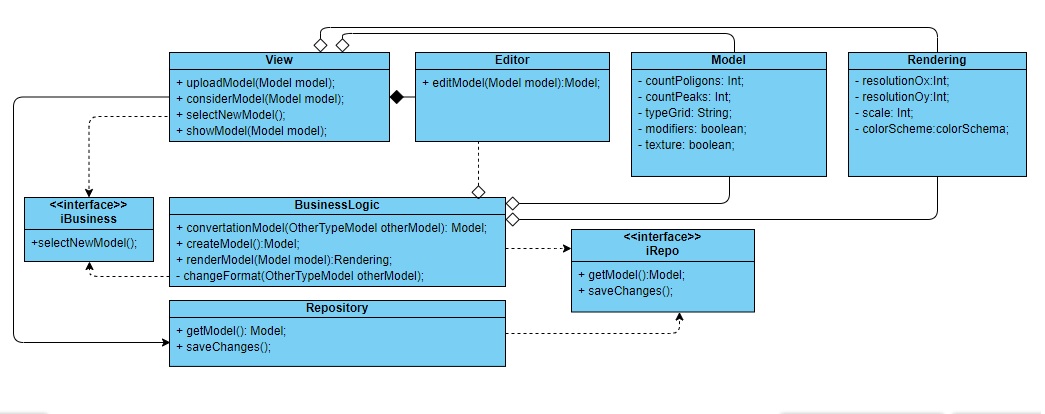 View
+ uploadModel(Model model);
+ considerModel(Model model);
+ selectNewModel();
+ showModel(Model model);
Editor
+ editModel(Model model):Model;
Model
- countPoligons: Int;
- countPeaks: Int;
- typeGrid: String;
- modifiers: boolean;
- texture: boolean;
Rendering
- resolutionOx:Int;
- resolutionOy:Int;
- scale: Int;
- colorScheme:colorSchema;
<<interface>>
iBusiness
+selectNewModel();
BusinessLogic
+ convertationModel(OtherTypeModel otherModel): Model;
+ createModel():Model;
+ renderModel(Model model):Rendering;
- changeFormat(OtherTypeModel otherModel);
<<interface>>
iRepo
+ getModel():Model;
+ saveChanges();
Repository
+ getModel(): Model;
+ saveChanges();